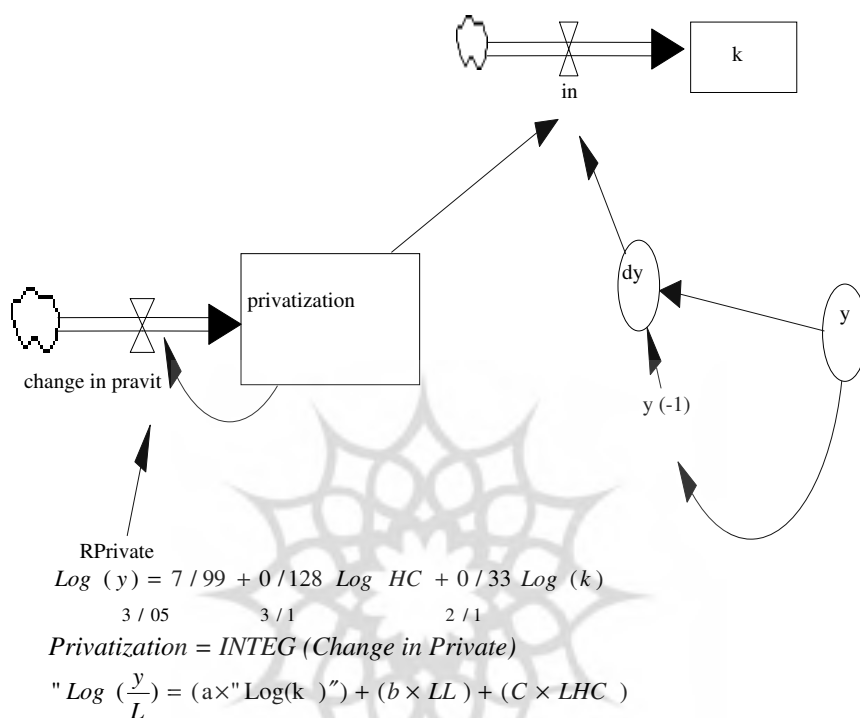 k
in
privatization
dy
y
change in pravit
y (-1)
RPrivate
Log (y) = 7 / 99 + 0 / 128 Log HC + 0 / 33 Log (k)
3 / 05 3 / 1 2 / 1
Privatization = INTEG (Change in Private)
" Log (y/L) = (a×"Log(k )″) + (b × LL ) + (C × LHC )